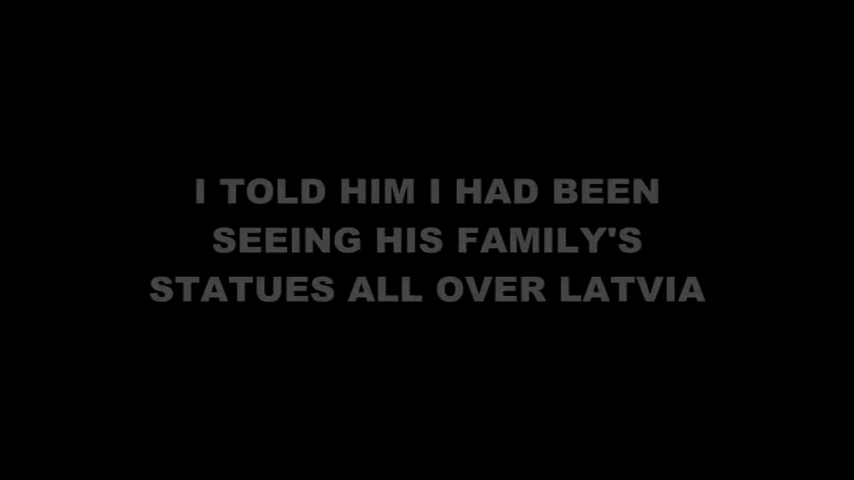 I TOLD HIM I HAD BEEN
SEEING HIS FAMILY'S
STATUES ALL OVER LATVIA